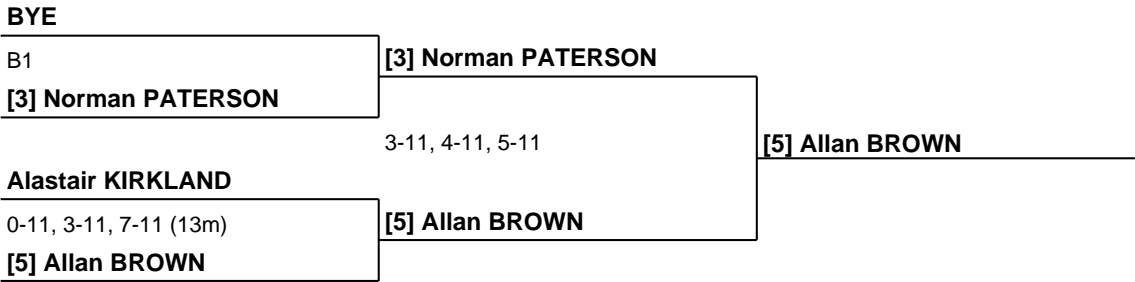 BYE
B1
[3] Norman PATERSON
[3] Norman PATERSON
3-11, 4-11, 5-11
[5] Allan BROWN
Alastair KIRKLAND
0-11, 3-11, 7-11 (13m)
[5] Allan BROWN
[5] Allan BROWN